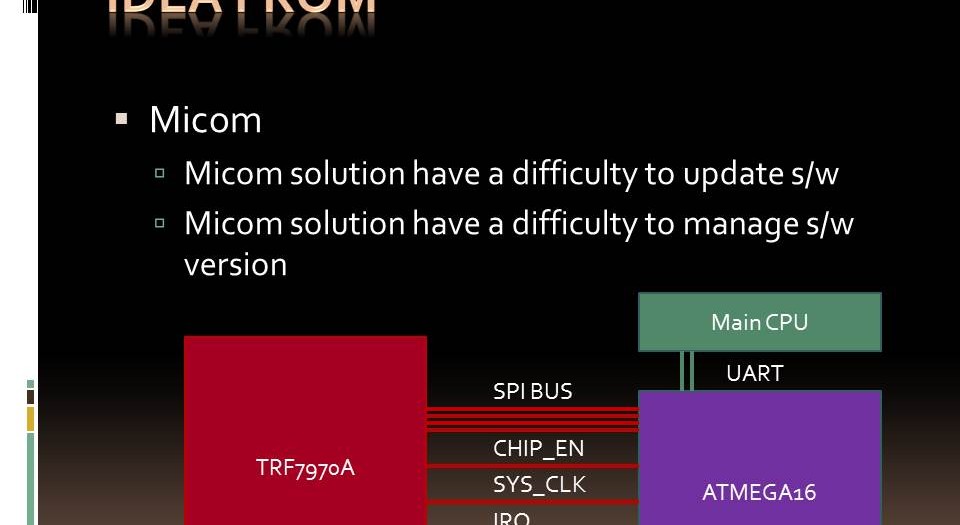 IDEA FROM
Micom
Micom solution have a difficulty to update s/w
Micom solution have a difficulty to manage s/w
version
Main CPU
UART
SPI BUS
CHIP_EN
TRF7970A
SYS_CLK
ATMEGA16
IRQ